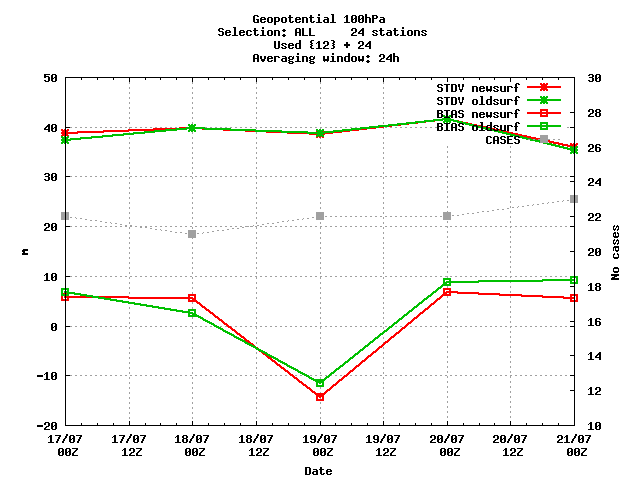 Geopotential 100hPa
Selection: ALL 24 stations
Used {12} + 24
Averaging window: 24h
50
40
30
20
10
0
-10
-20
m
30
28
26
24
22
20
18
16
14
12
10
No cases
STDV newsurf
STDV oldsurf
BIAS newsurf
BIAS oldsurf
CASES
17/07 17/07 18/07 18/07 19/07 19/07 20/07 20/07 21/07
00Z 12Z 00Z 12Z 00Z 12Z 00Z 12Z 00Z
Date